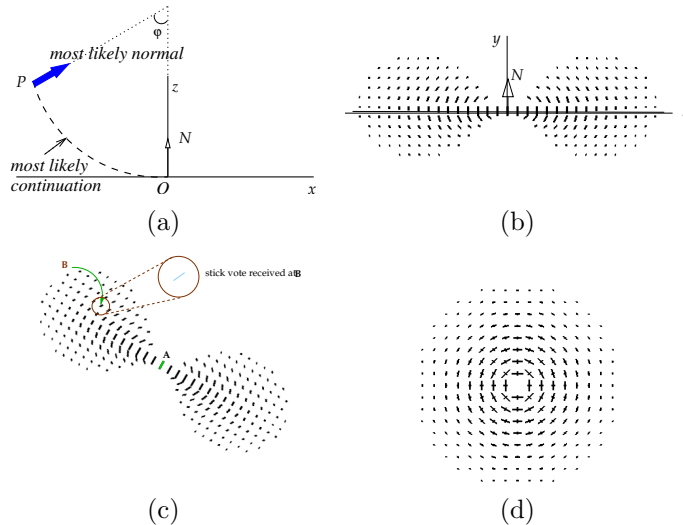 φ
most likely normal
P
z
N
most likely
continuation
O
x
(a)
y
N
(b)
B
stick vote received at B
A
(c)
(d)